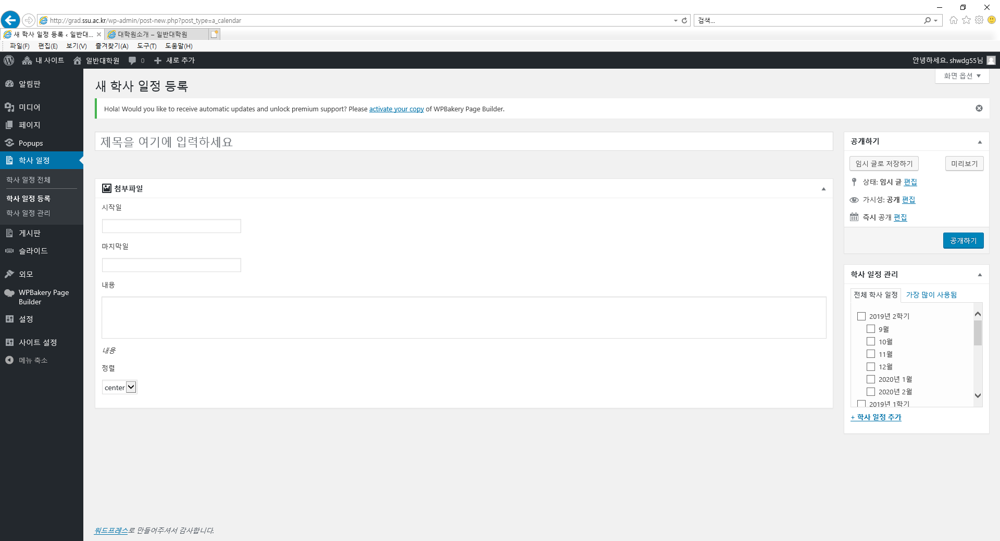 http://grad.ssu.ac.kr/wp-admin/post-new.php?post_type=a_calendar
검색...
새 학사 일정 등록 ‹ 일반대...
대학원소개 – 일반대학원
파일(F) 편집(E) 보기(V) 즐겨찾기(A) 도구(T) 도움말(H)
내 사이트 일반대학원 0 새로 추가
안녕하세요. shwdg55님
알림판
미디어
페이지
Popups
학사 일정
학사 일정 전체
학사 일정 등록
학사 일정 관리
게시판
슬라이드
외모
WPBakery Page
Builder
설정
사이트 설정
메뉴 축소
화면 옵션
새 학사 일정 등록
Hola! Would you like to receive automatic updates and unlock premium support? Please activate your copy of WPBakery Page Builder.
제목을 여기에 입력하세요
첨부파일
시작일
마지막일
내용
내용
정렬
center
공개하기
임시 글로 저장하기 미리보기
상태: 임시 글 편집
가시성: 공개 편집
즉시 공개 편집
공개하기
학사 일정 관리
전체 학사 일정 가장 많이 사용됨
2019년 2학기
9월
10월
11월
12월
2020년 1월
2020년 2월
2019년 1학기
+ 학사 일정 추가
워드프레스로 만들어주셔서 감사합니다.